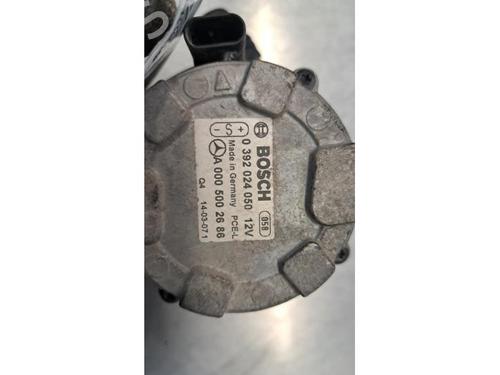 BOSCH
0 392 024 050 12V
+ S -
Made in Germany PCE-L
A 000 500 26 86
Q4 14-03-07 1
058